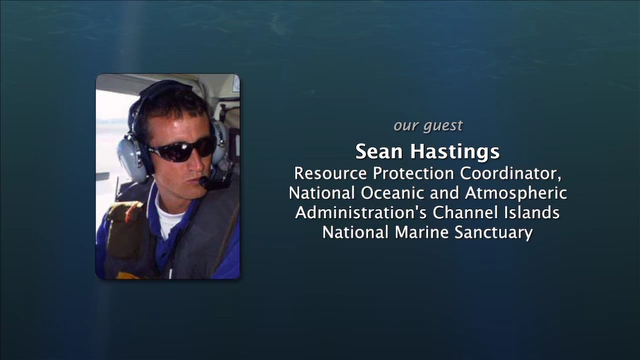 our guest
Sean Hastings
Resource Protection Coordinator,
National Oceanic and Atmospheric
Administration's Channel Islands
National Marine Sanctuary